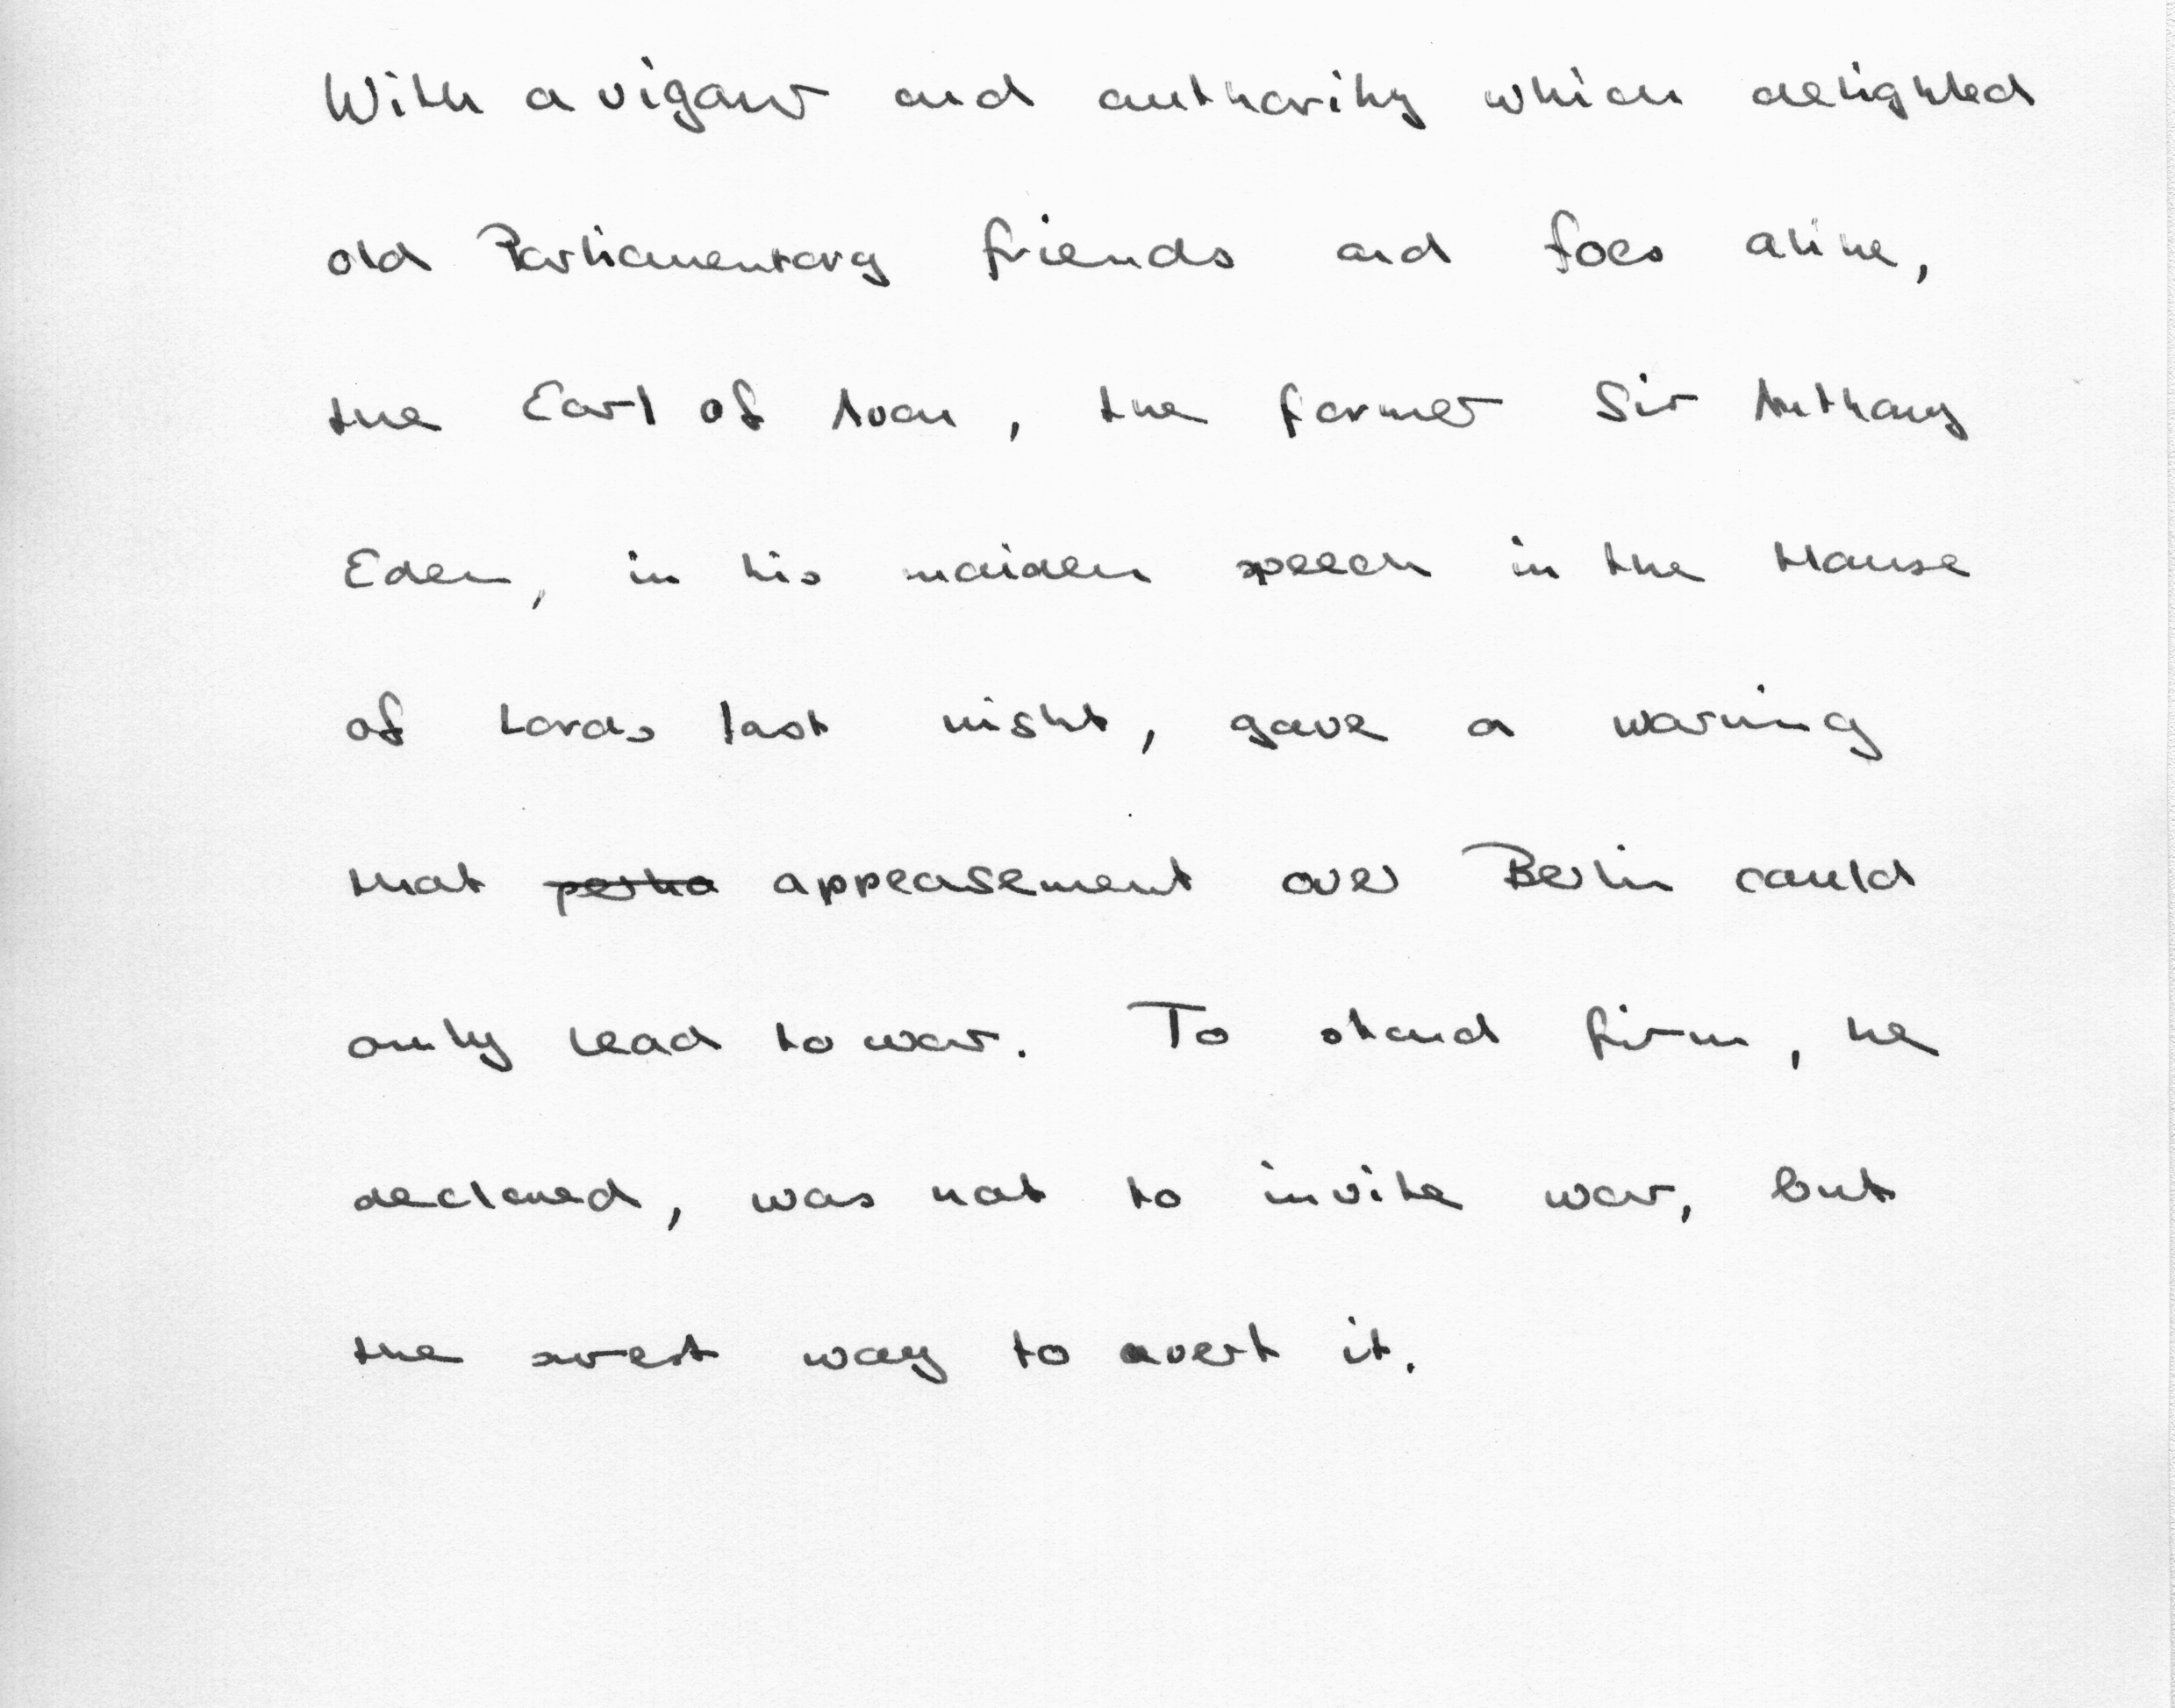 With a vigour and authority which delighted
old Parliamentary friends and foes alike,
the Earl of Avon, the former Sir Anthony
Eden, in his maiden speech in the House
of Lords last night, gave a warning
that appeasement over Berlin could
only lead to war. To stand firm, he
declared, was not to invite war, but
the surest way to avert it.